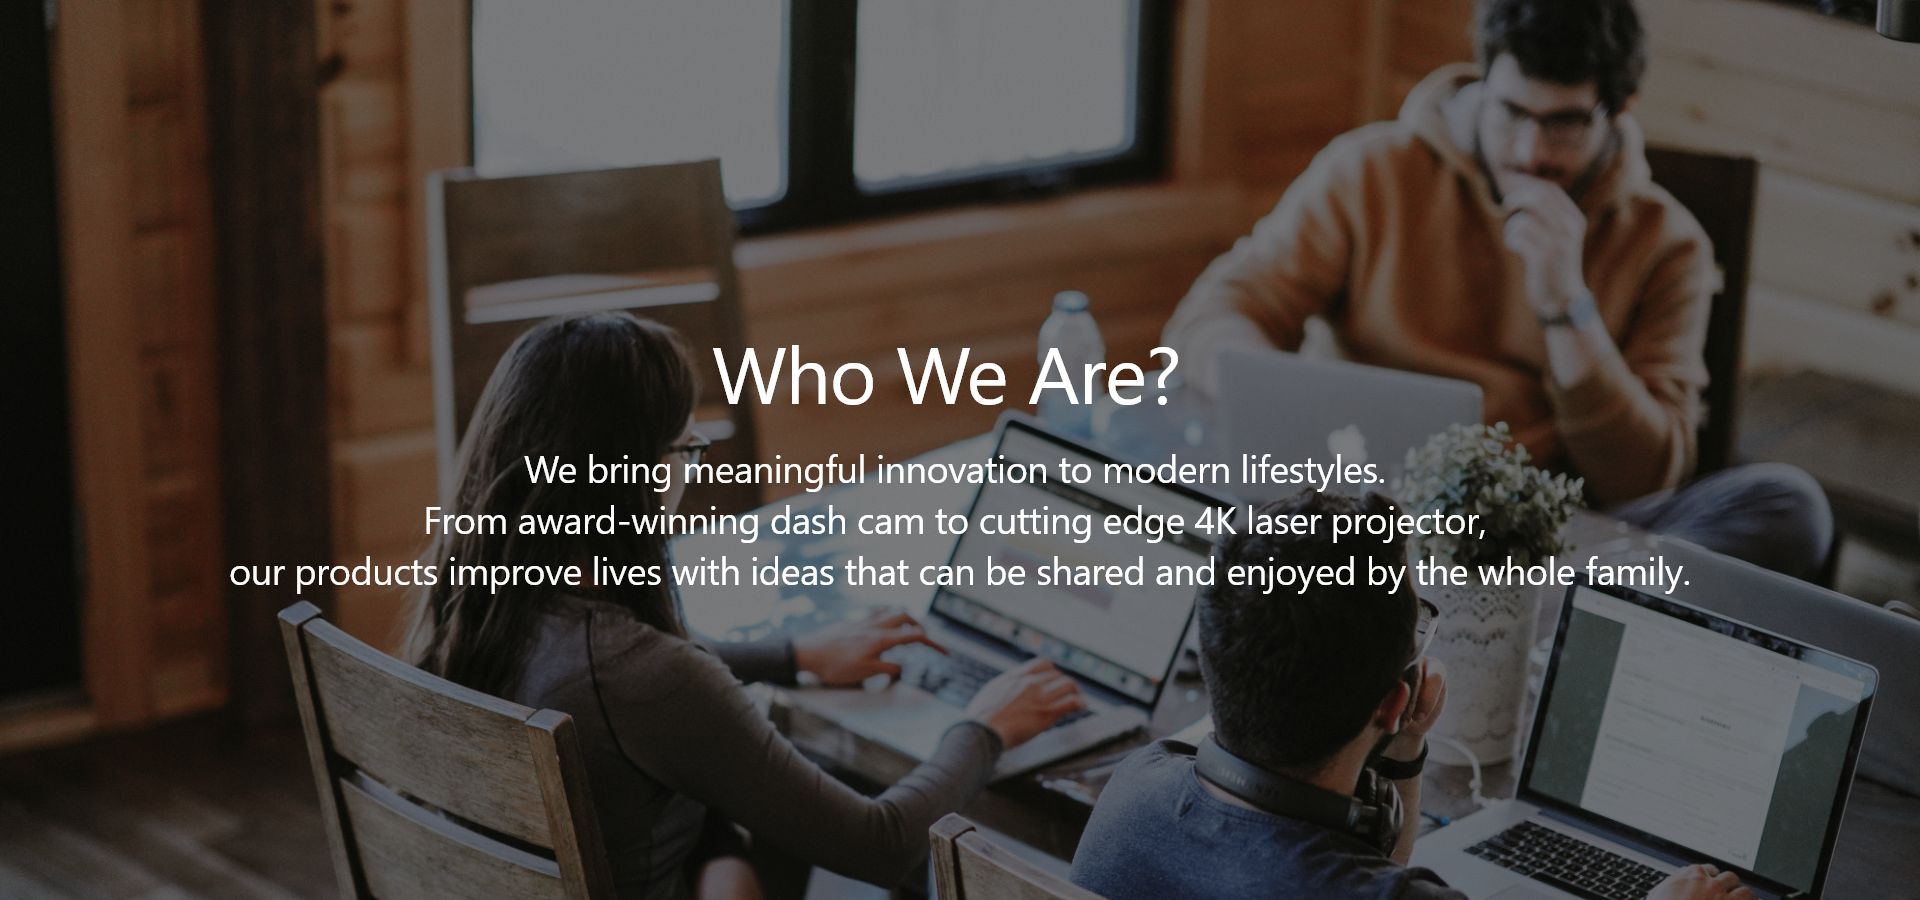 Who We Are?
We bring meaningful innovation to modern lifestyles.
From award-winning dash cam to cutting edge 4K laser projector,
our products improve lives with ideas that can be shared and enjoyed by the whole family.